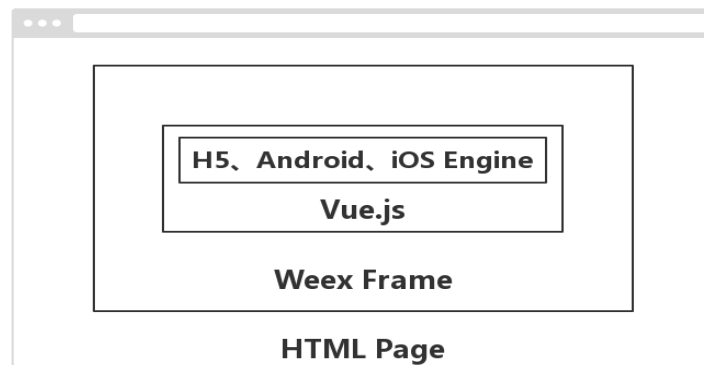 H5、Android、iOS Engine
Vue.js
Weex Frame
HTML Page